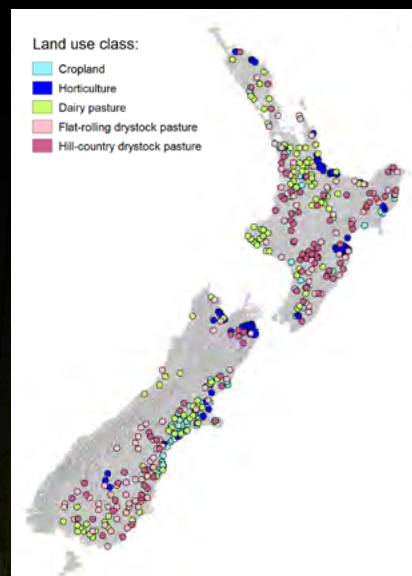 Land use class:
Cropland
Horticulture
Dairy pasture
Flat-rolling drystock pasture
Hill-country drystock pasture